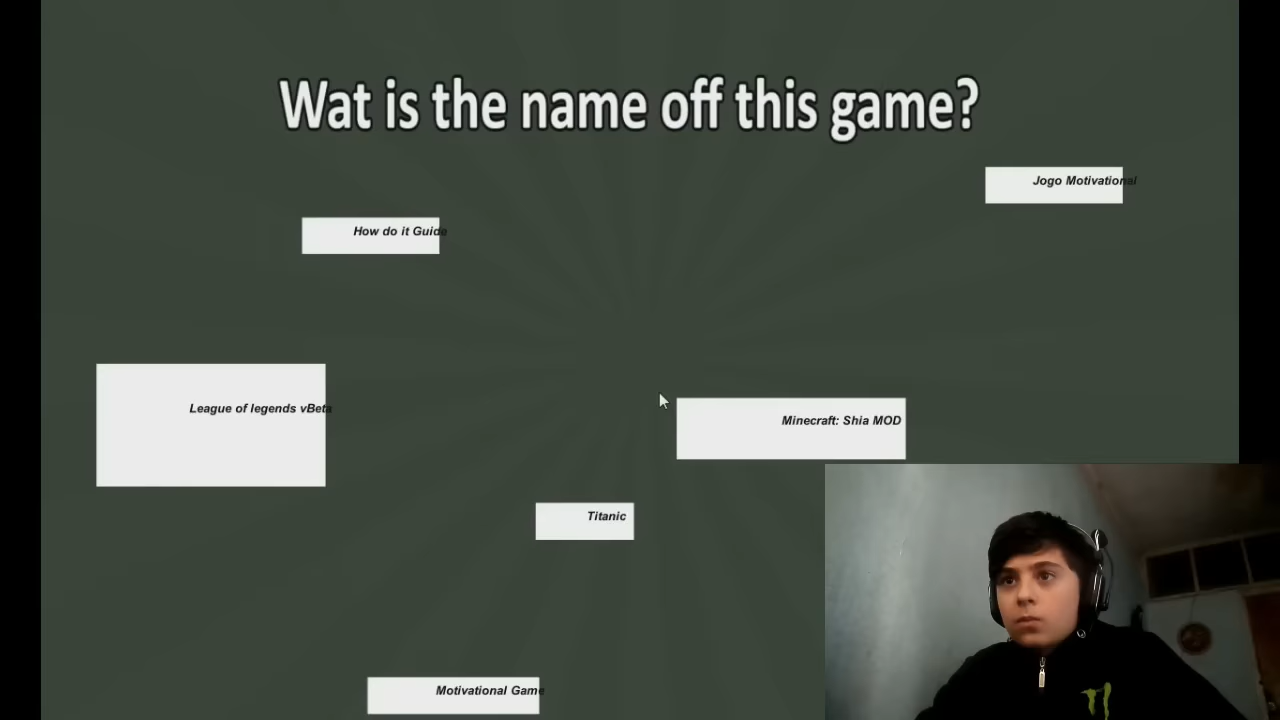 Wat is the name off this game?
Jogo Motivational
How do it Guide
League of legends vBeta
Minecraft: Shia MOD
Titanic
Motivational Game